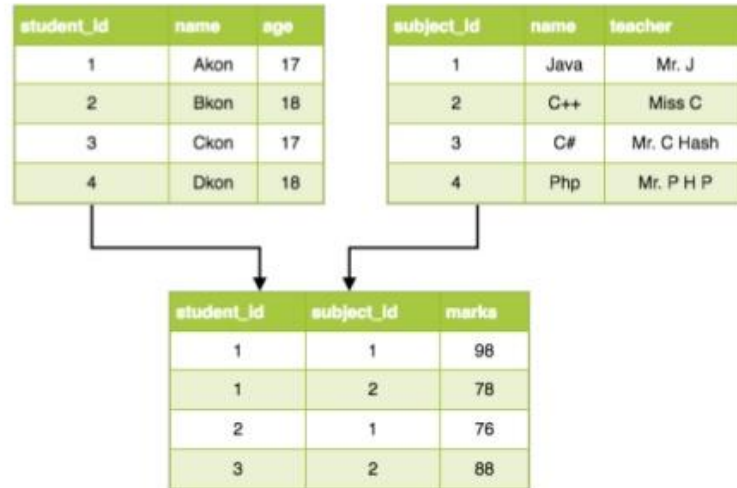 student_id name age
1 Akon 17
2 Bkon 18
3 Ckon 17
4 Dkon 18
subject_id name teacher
1 Java Mr. J
2 C++ Miss C
3 C# Mr. C Hash
4 Php Mr. P H P
student_id subject_id marks
1 1 98
1 2 78
2 1 76
3 2 88